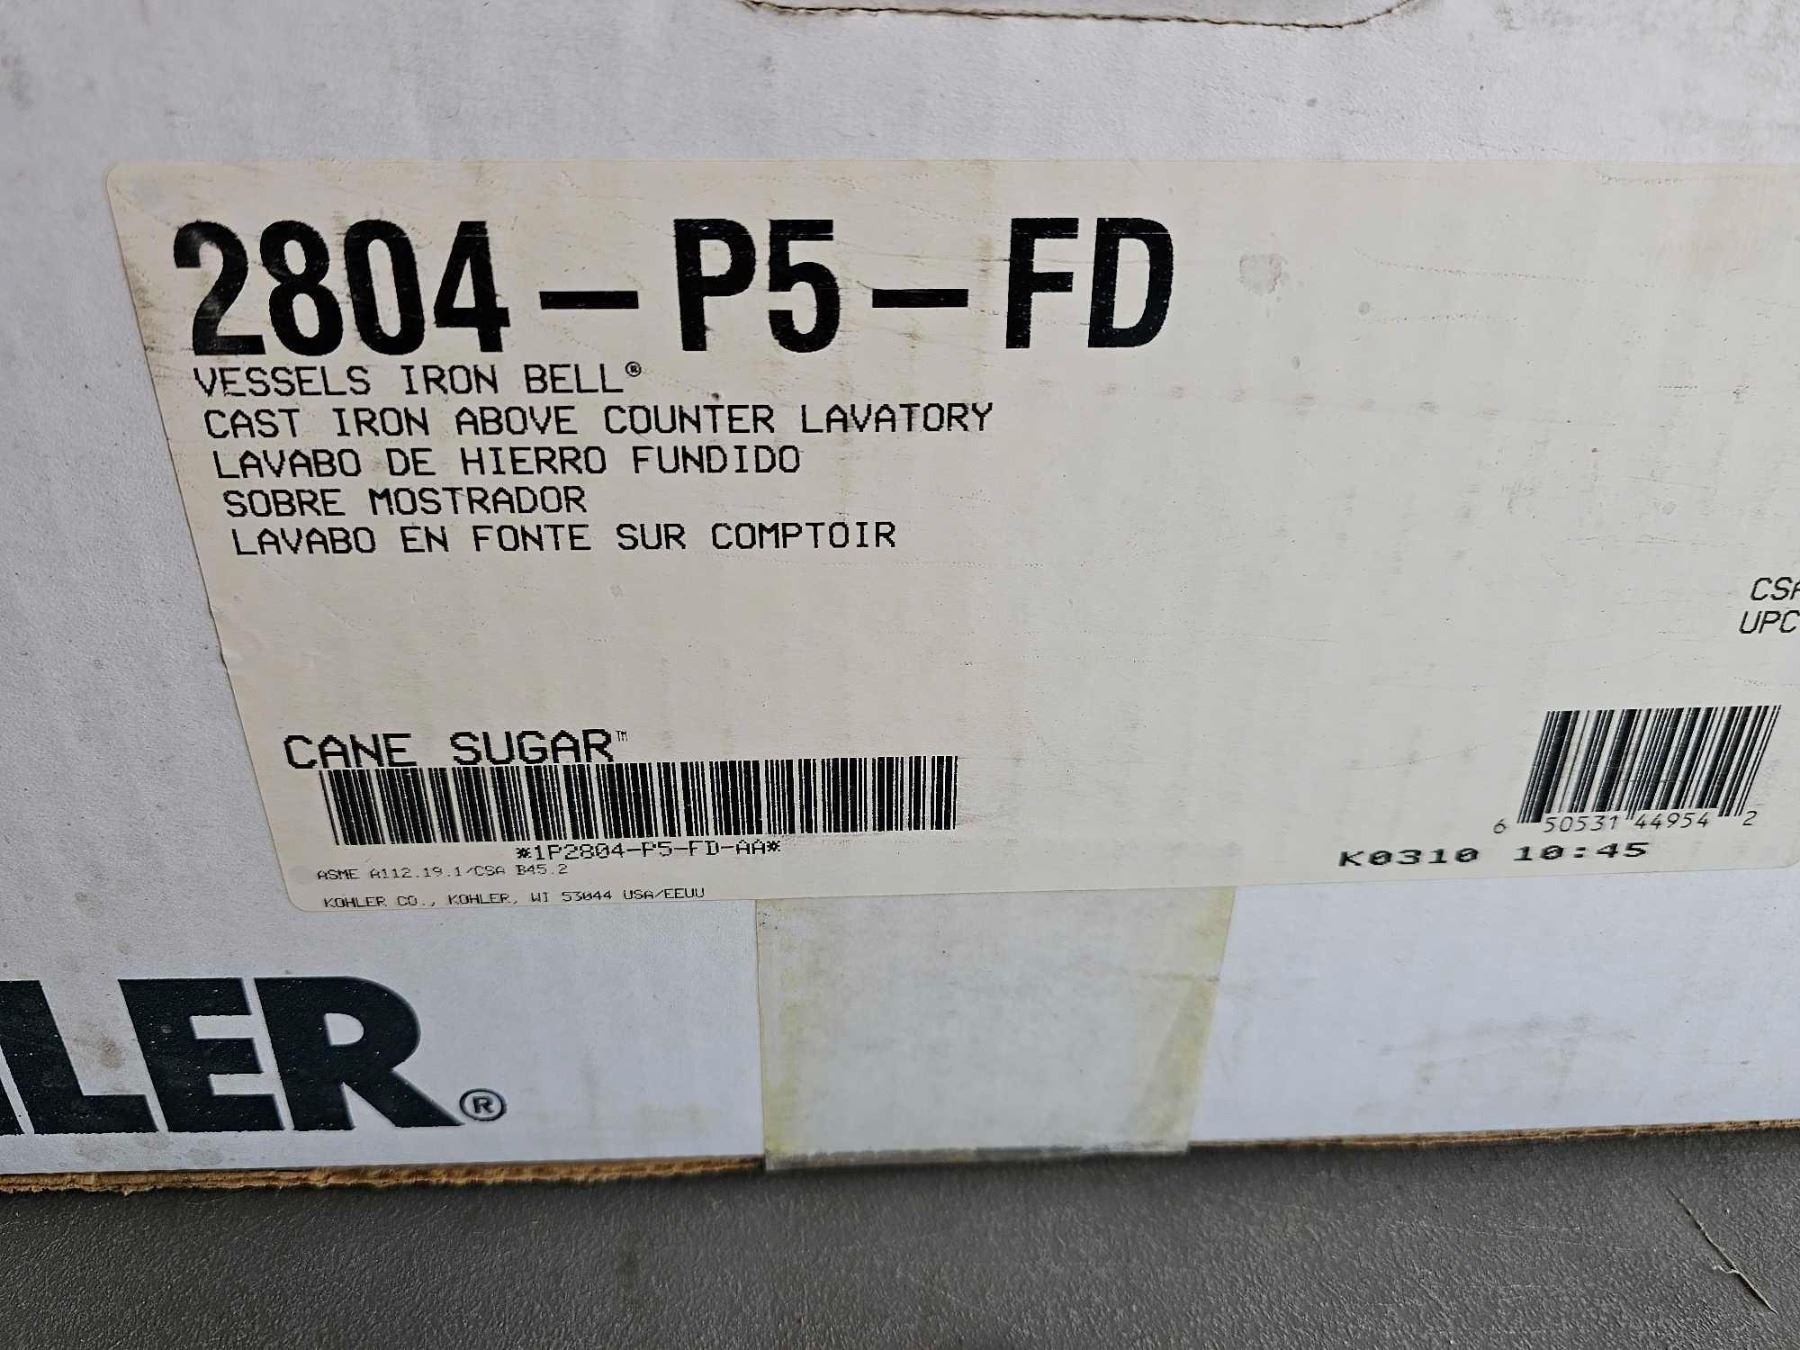 2804-P5-FD
VESSELS IRON BELL®
CAST IRON ABOVE COUNTER LAVATORY
LAVABO DE HIERRO FUNDIDO
SOBRE MOSTRADOR
LAVABO EN FONTE SUR COMPTOIR
UPC
CANE SUGAR™
*1P2804-P5-FD-AA*
6 50531 44954 2
K0310 10:45
ASME A112.19.1/CSA B45.2
KOHLER CO., KOHLER, WI 53044 USA/EEUU
LER®